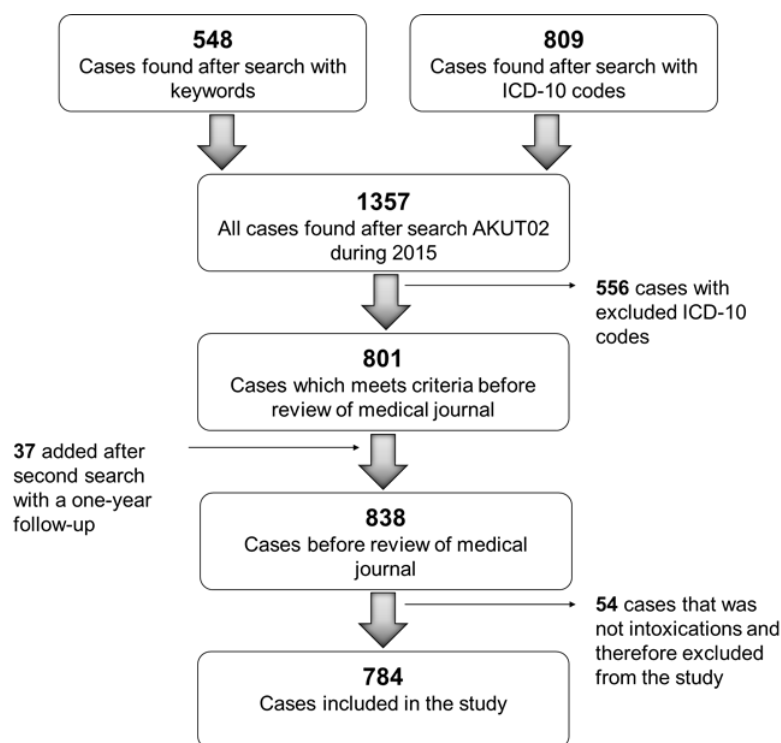 548
Cases found after search with
keywords
809
Cases found after search with
ICD-10 codes
1357
All cases found after search AKUT02
during 2015
556 cases with
excluded ICD-10
codes
801
Cases which meets criteria before
review of medical journal
37 added after
second search
with a one-year
follow-up
838
Cases before review of medical
journal
54 cases that was
not intoxications and
therefore excluded
from the study
784
Cases included in the study